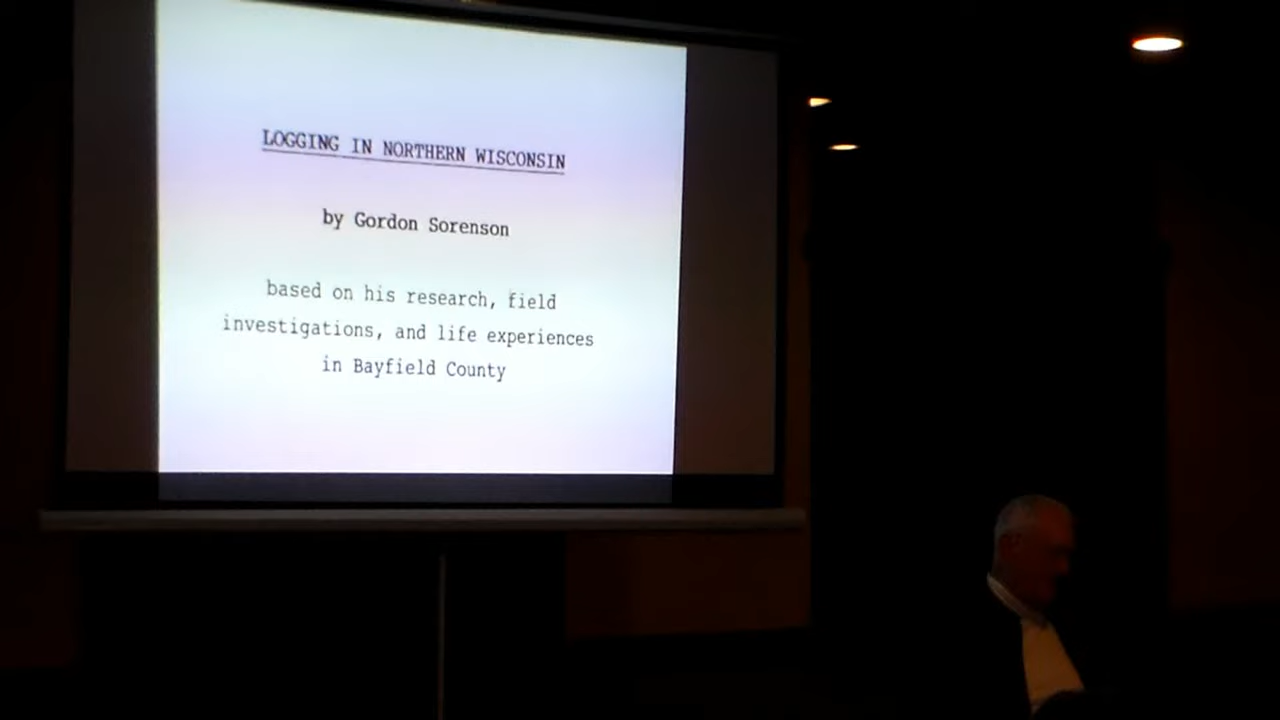 LOGGING IN NORTHERN WISCONSIN
by Gordon Sorenson
based on his research, field
investigations, and life experiences
in Bayfield County